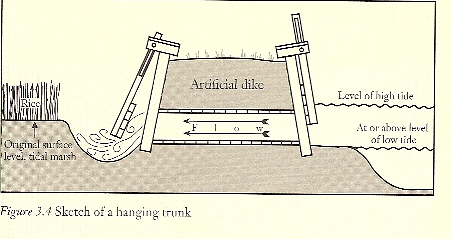 Artificial dike
Level of high tide
Rice
F l o w
At or above level
of low tide
Original surface
level, tidal marsh
Figure 3.4 Sketch of a hanging trunk